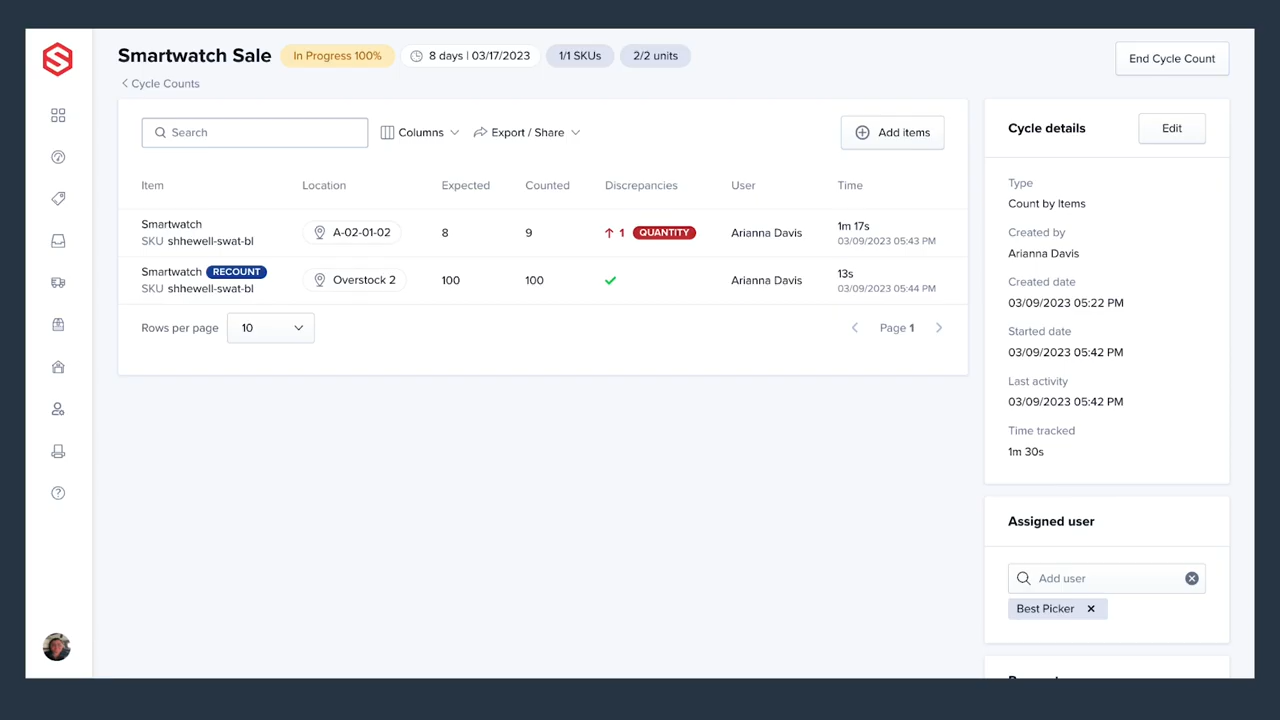 Smartwatch Sale In Progress 100% 8 days | 03/17/2023 1/1 SKUs 2/2 units End Cycle Count
Cycle Counts
Search Columns Export / Share Add items
Item Location Expected Counted Discrepancies User Time
Smartwatch
SKU shhewell-swat-bl
A-02-01-02 8 9 1 QUANTITY Arianna Davis
1m 17s
03/09/2023 05:43 PM
Smartwatch RECOUNT
SKU shhewell-swat-bl
Overstock 2 100 100 Arianna Davis
13s
03/09/2023 05:44 PM
Rows per page 10 Page 1
Cycle details Edit
Type
Count by Items
Created by
Arianna Davis
Created date
03/09/2023 05:22 PM
Started date
03/09/2023 05:42 PM
Last activity
03/09/2023 05:42 PM
Time tracked
1m 30s
Assigned user
Add user
Best Picker